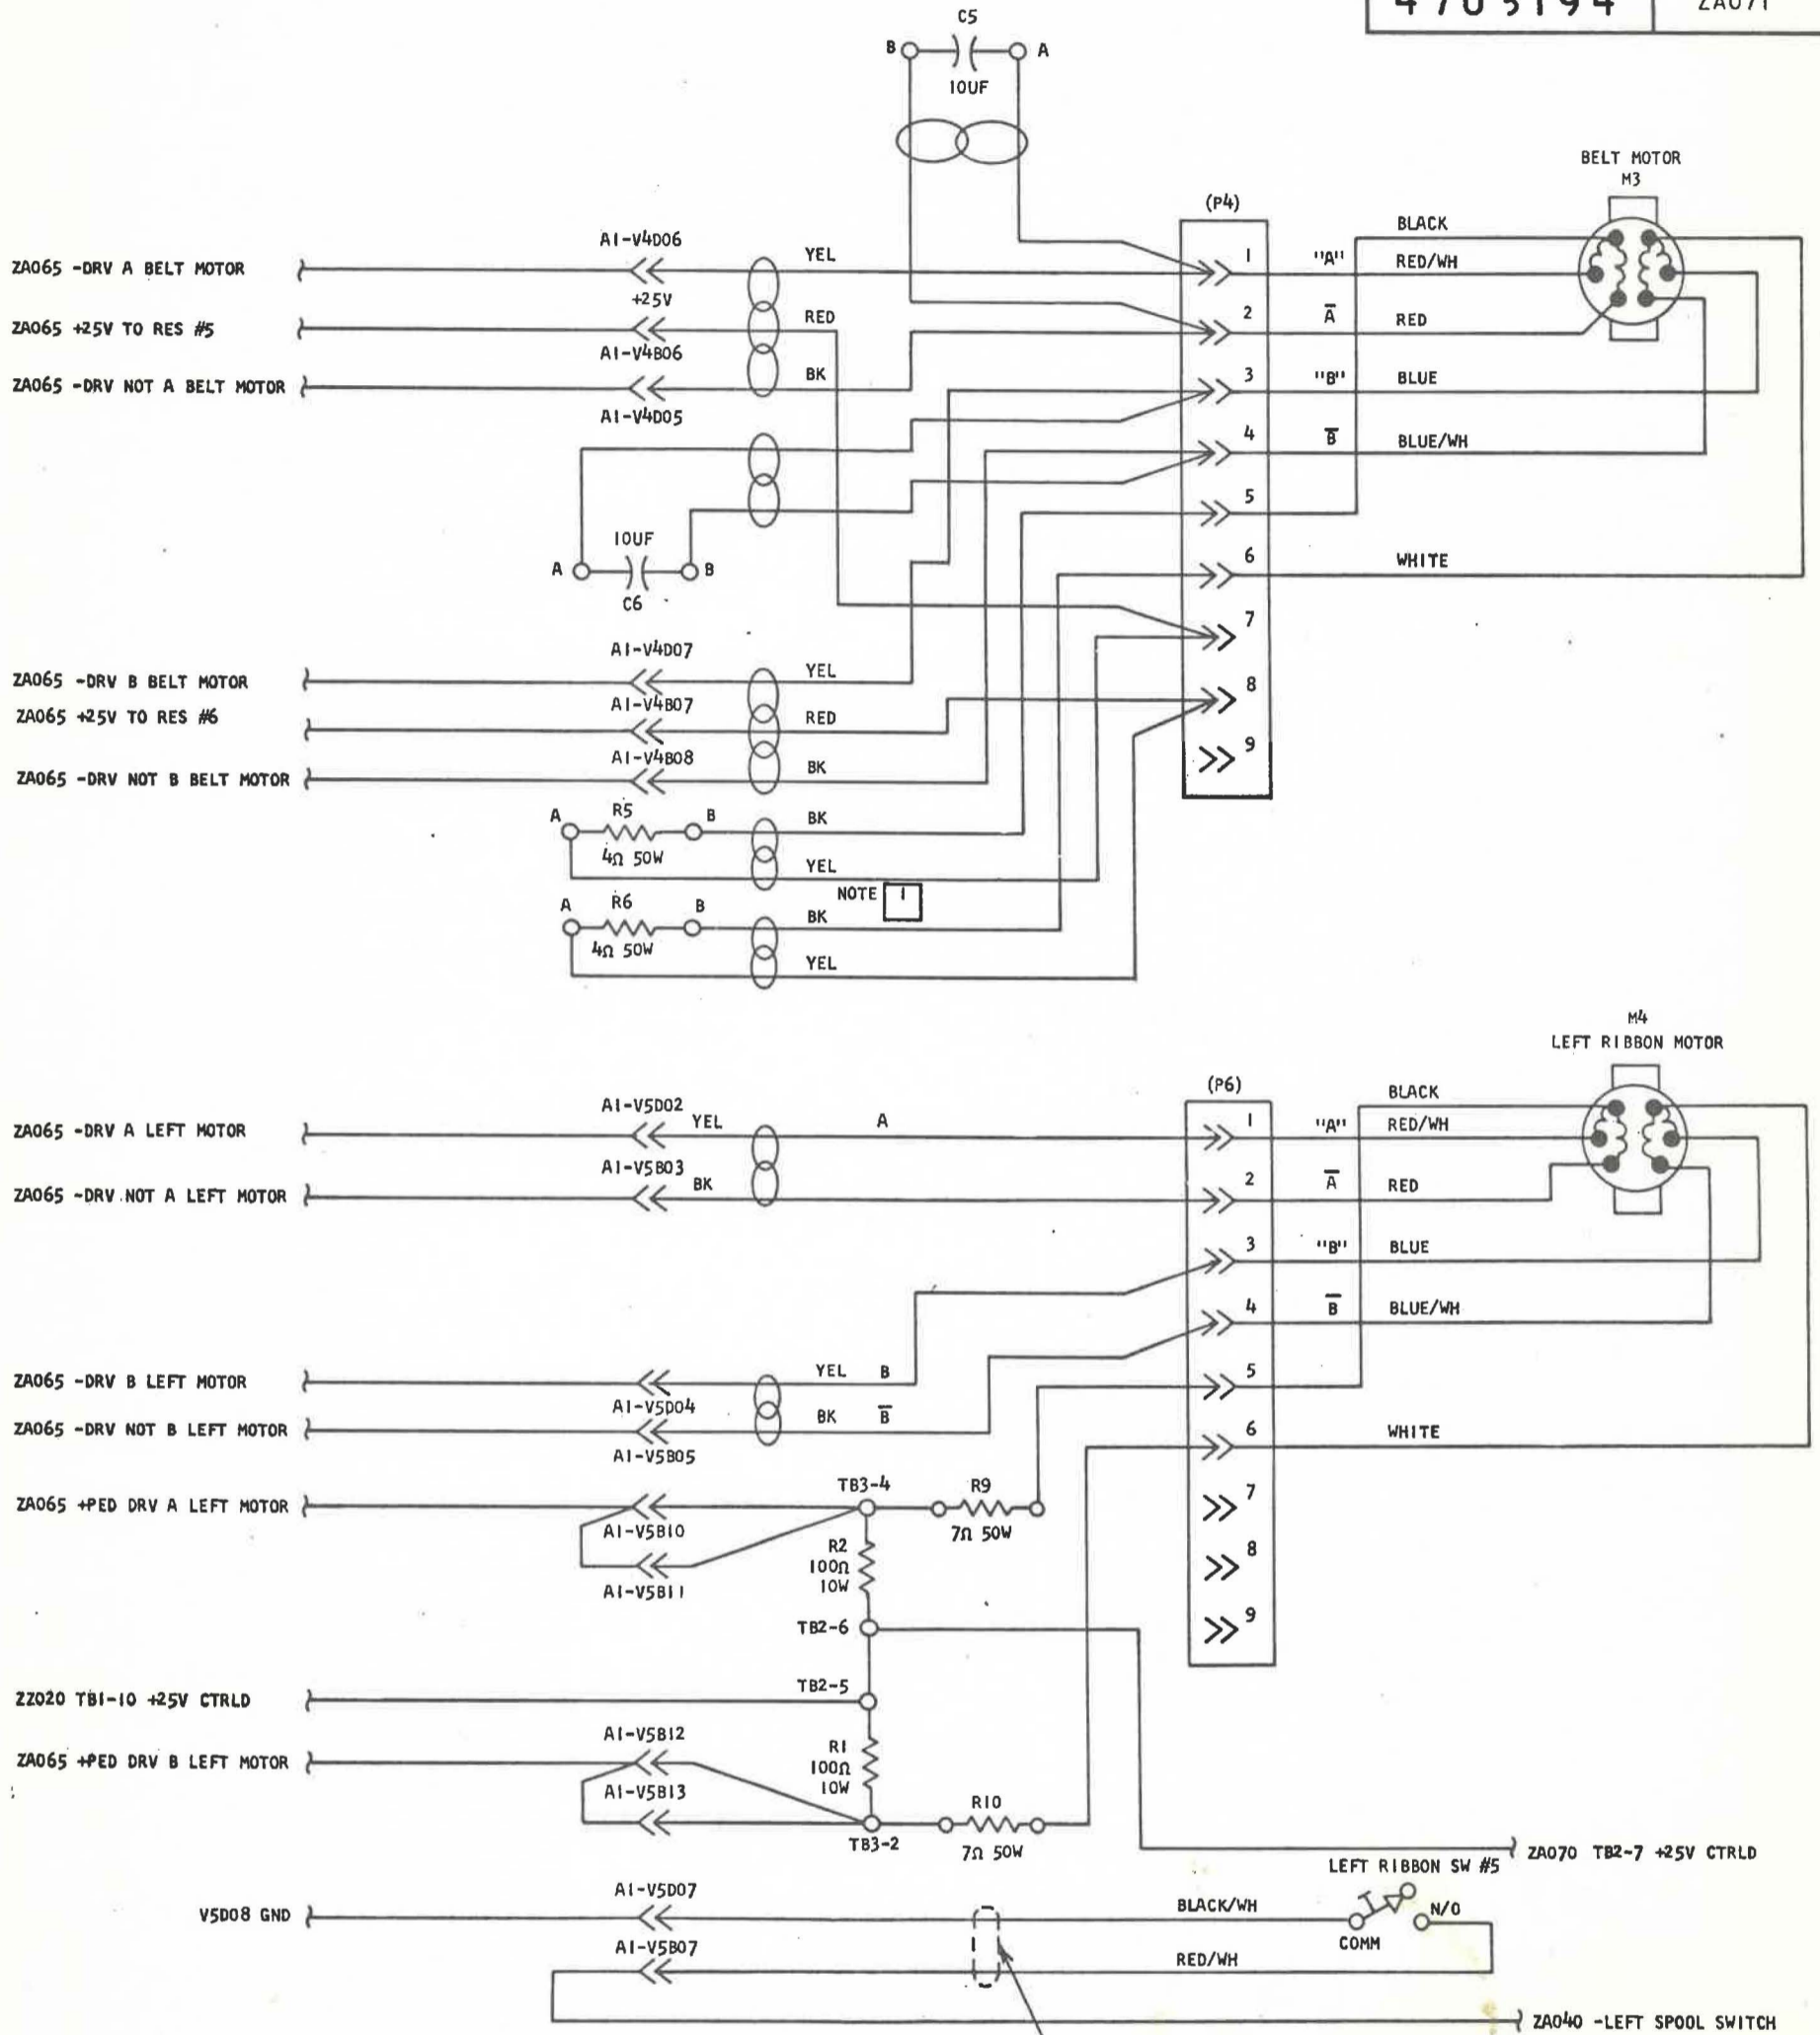 4703194 ZA071
C5
B A
10UF
BELT MOTOR
M3
(P4)
ZA065 -DRV A BELT MOTOR A1-V4D06 YEL 1 "A" BLACK
RED/WH
ZA065 +25V TO RES #5 +25V RED 2 A̅ RED
A1-V4B06
ZA065 -DRV NOT A BELT MOTOR BK 3 "B" BLUE
A1-V4D05
4 B̅ BLUE/WH
5
10UF
A B
C6
6 WHITE
7
A1-V4D07
ZA065 -DRV B BELT MOTOR YEL
8
A1-V4B07
ZA065 +25V TO RES #6 RED
9
A1-V4B08
ZA065 -DRV NOT B BELT MOTOR BK
A R5 B BK
4Ω 50W
YEL
NOTE 1
A R6 B BK
4Ω 50W
YEL
M4
LEFT RIBBON MOTOR
(P6)
BLACK
A1-V5D02
ZA065 -DRV A LEFT MOTOR YEL A 1 "A" RED/WH
A1-V5B03
ZA065 -DRV NOT A LEFT MOTOR BK 2 A̅ RED
3 "B" BLUE
4 B̅ BLUE/WH
ZA065 -DRV B LEFT MOTOR YEL B 5
A1-V5D04
ZA065 -DRV NOT B LEFT MOTOR BK B̅ 6 WHITE
A1-V5B05
TB3-4 R9
ZA065 +PED DRV A LEFT MOTOR 7
A1-V5B10 7Ω 50W
R2
100Ω
10W
8
A1-V5B11
TB2-6 9
TB2-5
ZZ020 TB1-10 +25V CTRLD
A1-V5B12
ZA065 +PED DRV B LEFT MOTOR
R1
100Ω
10W
A1-V5B13
R10
TB3-2 7Ω 50W
ZA070 TB2-7 +25V CTRLD
LEFT RIBBON SW #5
A1-V5D07
V5D08 GND BLACK/WH N/O
COMM
A1-V5B07
RED/WH
ZA040 -LEFT SPOOL SWITCH